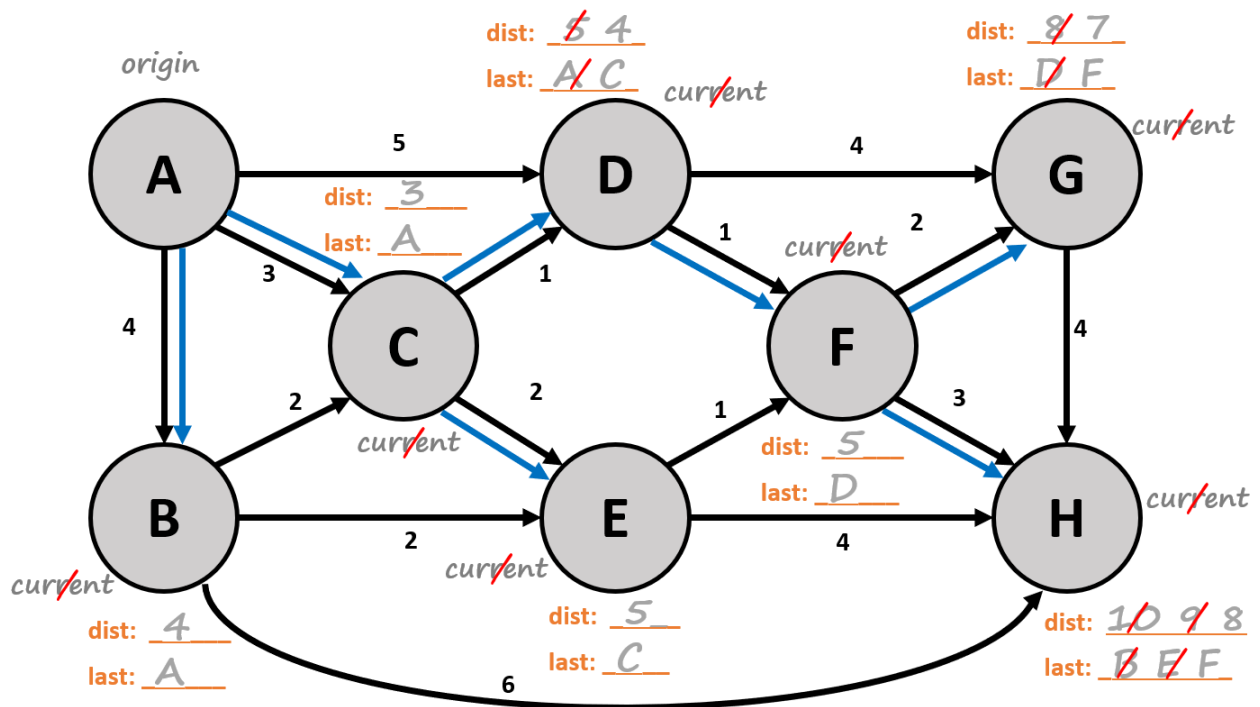 dist: 5 4
dist: 8 7
origin
last: A C
last: D F
current
current
A
5
D
4
G
dist: 3
last: A
1
current
2
3
1
4
4
C
F
2
2
1
3
current
dist: 5
last: D
B
E
H
current
2
4
current
current
dist: 4
dist: 5
dist: 10 9 8
last: A
last: C
last: B E F
6